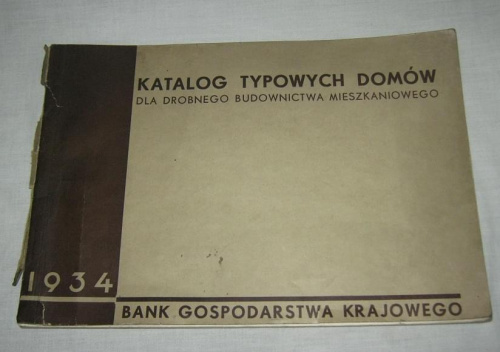 KATALOG TYPOWYCH DOMÓW
DLA DROBNEGO BUDOWNICTWA MIESZKANIOWEGO
1934
BANK GOSPODARSTWA KRAJOWEGO